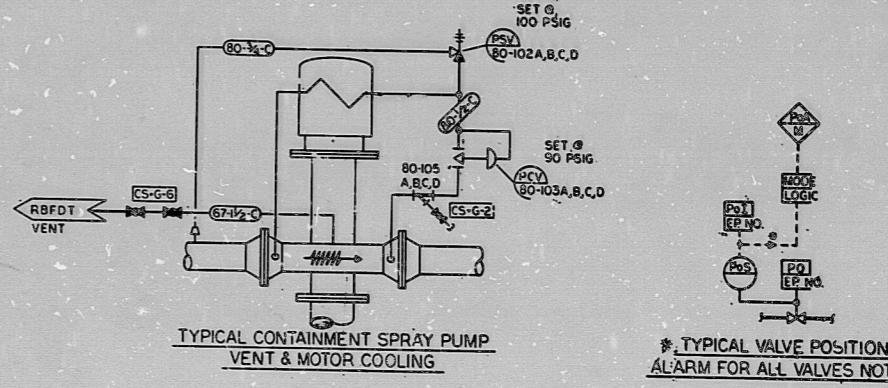 SET @
100 PSIG
PSV
80-102A,B,C,D
80-¾-C
80-½-C
SET @
90 PSIG
PCV
80-103A,B,C,D
80-105
A,B,C,D
CS-G-6
CS-G-2
RBFDT
VENT
67-1½-C
TYPICAL CONTAINMENT SPRAY PUMP
VENT & MOTOR COOLING
PoA
M
MODE
LOGIC
PoI
EP. NO.
*
PoS
PO
EP. NO.
*. TYPICAL VALVE POSITION
ALARM FOR ALL VALVES NOT